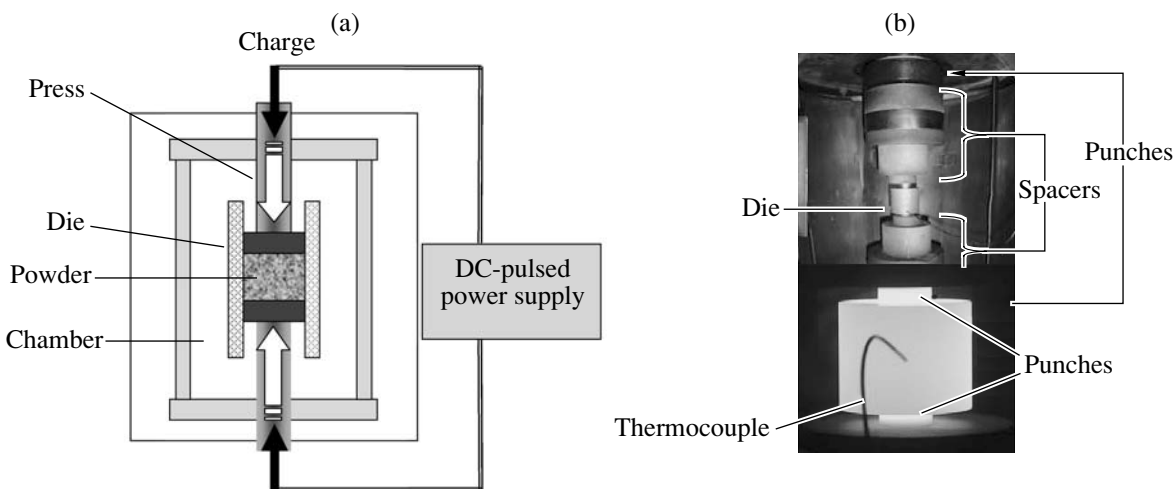 (a)
Charge
Press
Die
Powder
Chamber
DC-pulsed
power supply
(b)
Punches
Spacers
Die
Punches
Thermocouple